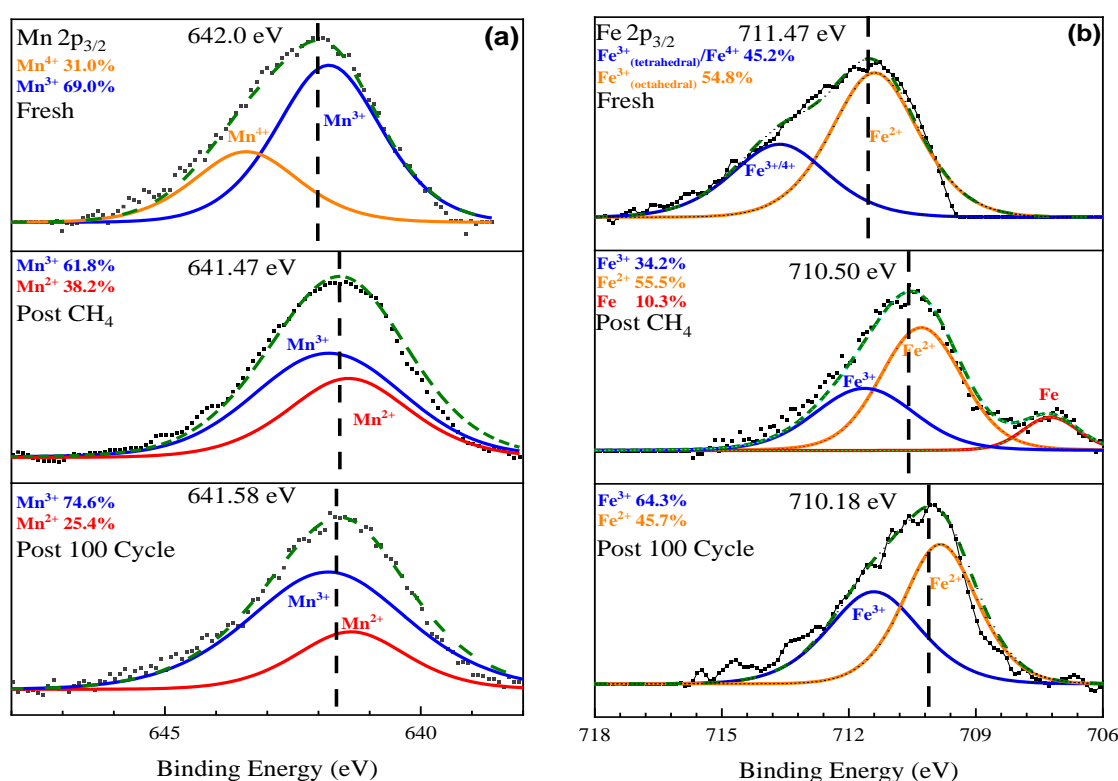 Mn 2p3/2
642.0 eV
(a)
Mn4+ 31.0%
Mn3+ 69.0%
Fresh
Mn4+
Mn3+
Mn3+ 61.8%
Mn2+ 38.2%
641.47 eV
Post CH4
Mn3+
Mn2+
Mn3+ 74.6%
Mn2+ 25.4%
641.58 eV
Post 100 Cycle
Mn3+
Mn2+
645
640
Binding Energy (eV)
Fe 2p3/2
711.47 eV
(b)
Fe3+(tetrahedral)/Fe4+ 45.2%
Fe3+(octahedral) 54.8%
Fresh
Fe2+
Fe3+/4+
Fe3+ 34.2%
Fe2+ 55.5%
Fe 10.3%
710.50 eV
Post CH4
Fe2+
Fe3+
Fe
Fe3+ 64.3%
Fe2+ 45.7%
710.18 eV
Post 100 Cycle
Fe2+
Fe3+
718
715
712
709
706
Binding Energy (eV)